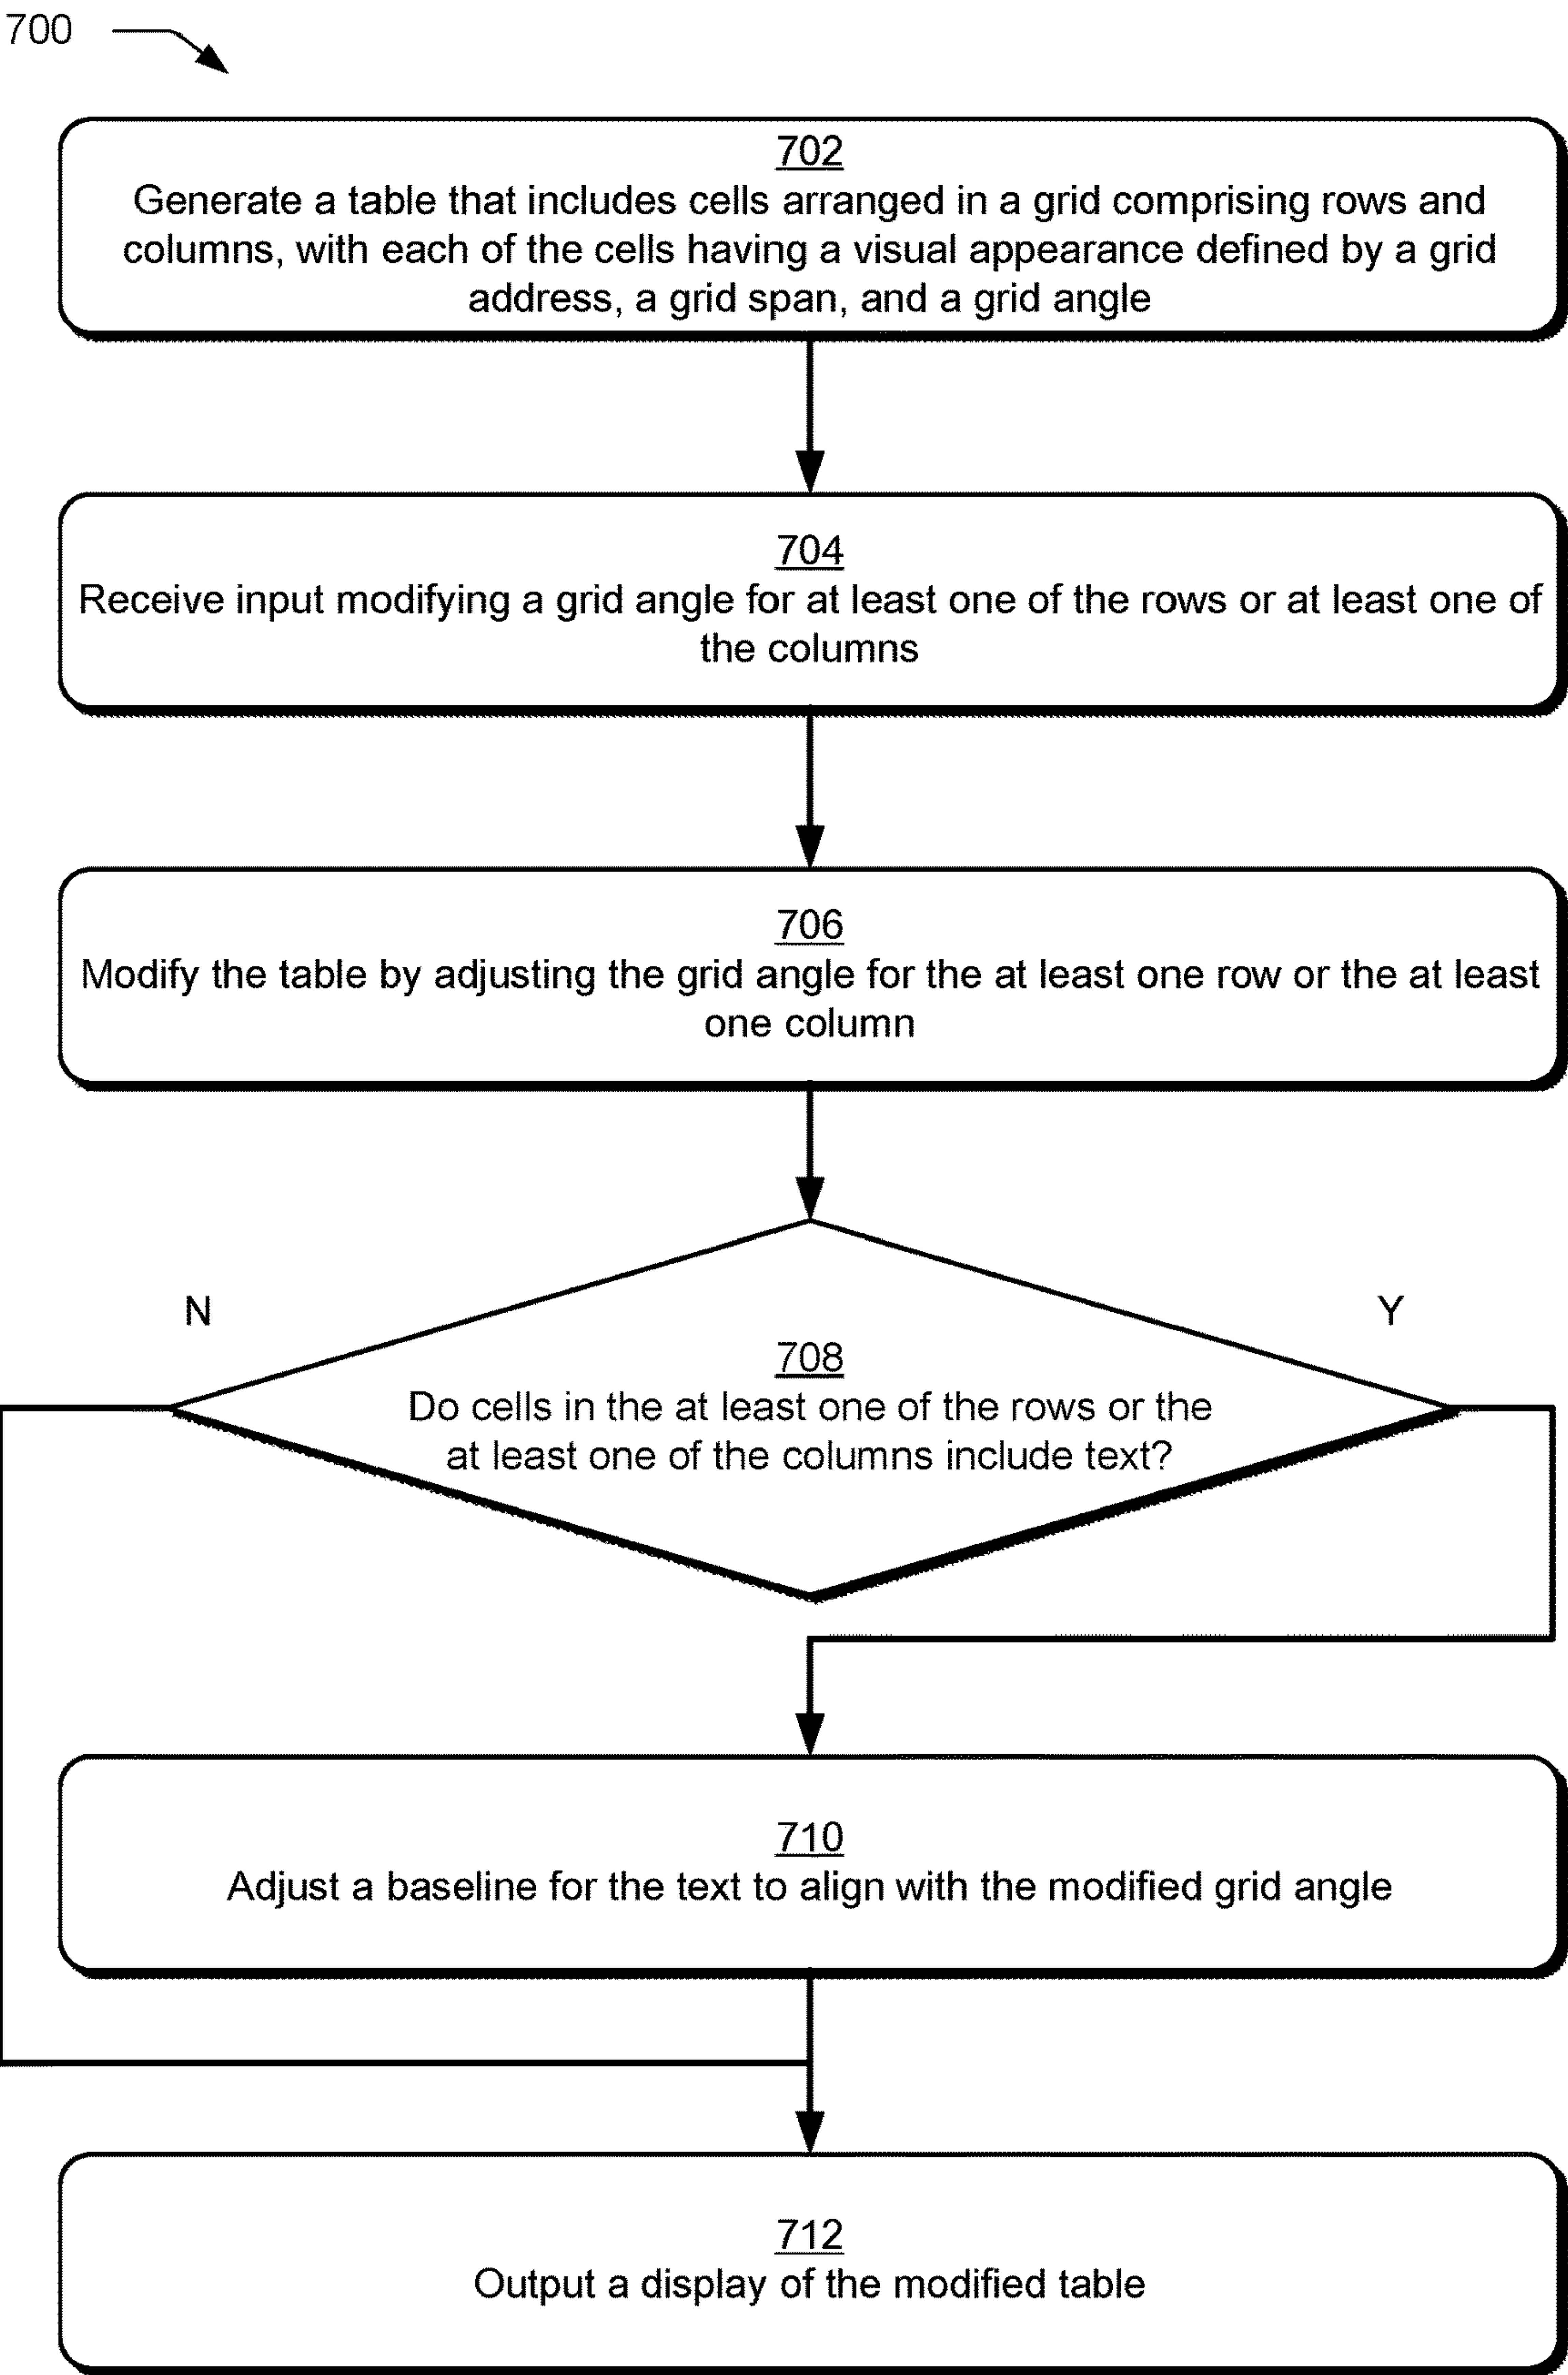 700
702
Generate a table that includes cells arranged in a grid comprising rows and
columns, with each of the cells having a visual appearance defined by a grid
address, a grid span, and a grid angle
704
Receive input modifying a grid angle for at least one of the rows or at least one of
the columns
706
Modify the table by adjusting the grid angle for the at least one row or the at least
one column
N
Y
708
Do cells in the at least one of the rows or the
at least one of the columns include text?
710
Adjust a baseline for the text to align with the modified grid angle
712
Output a display of the modified table